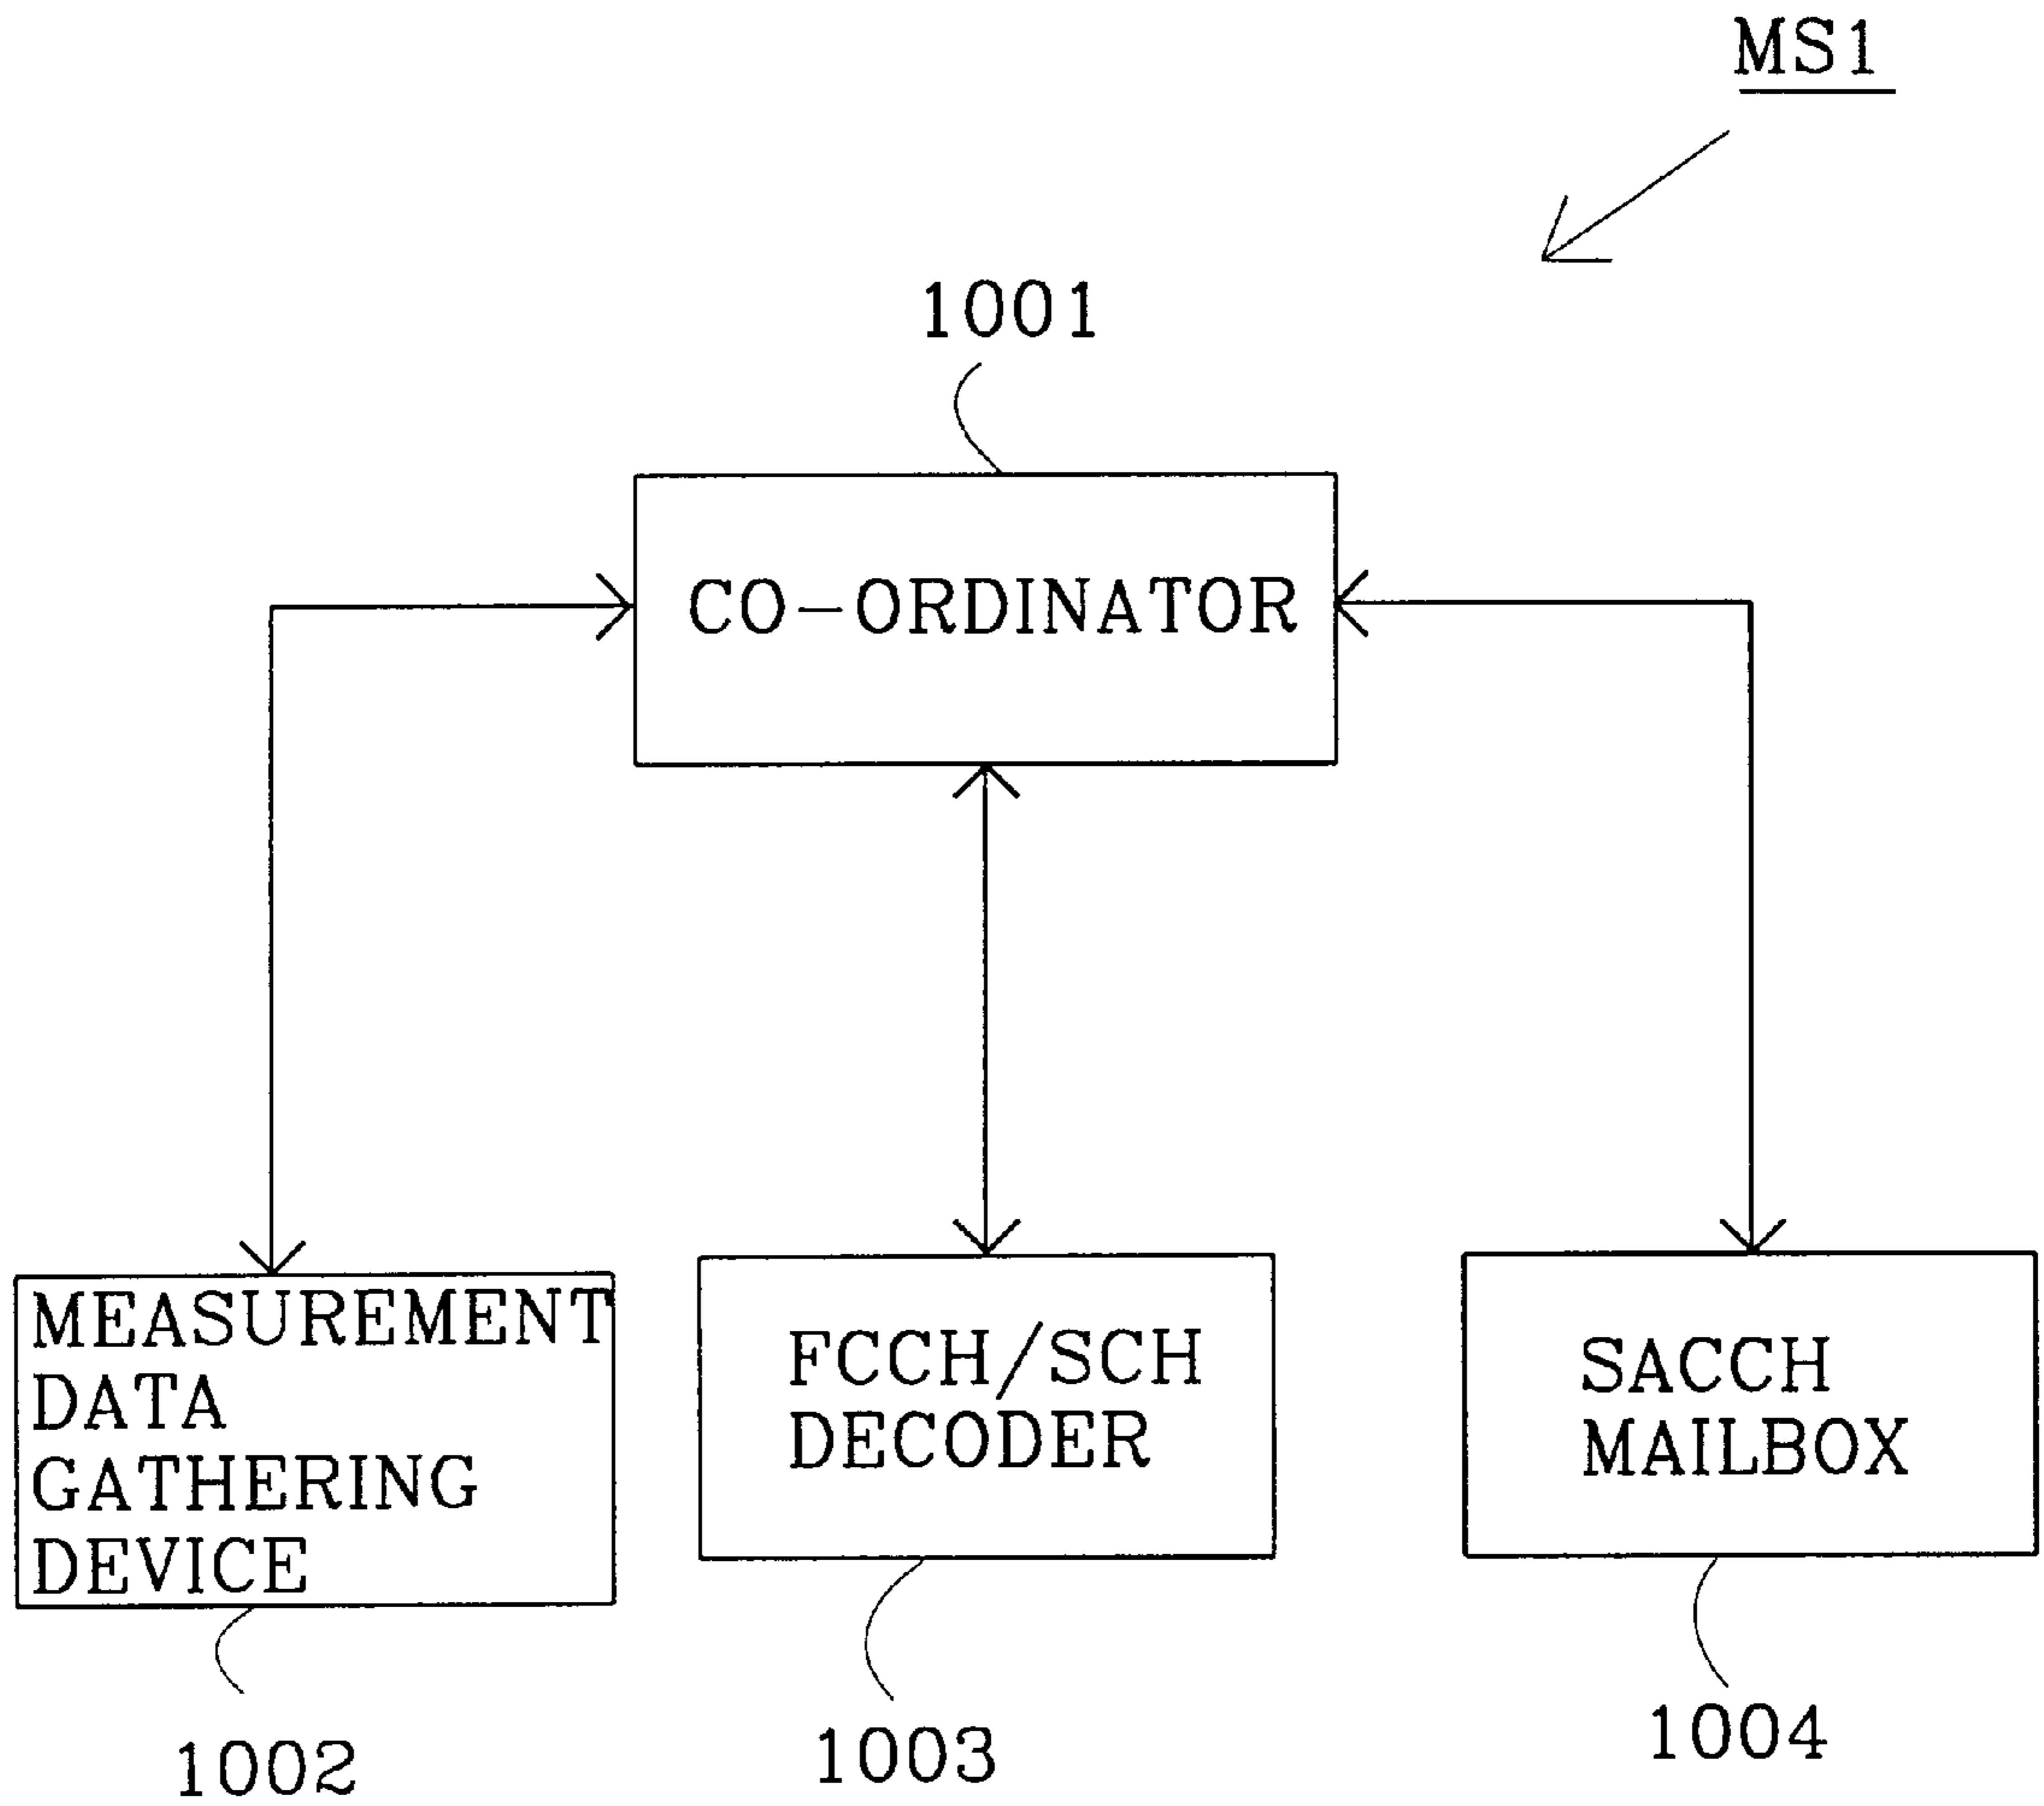 MS1
1001
CO-ORDINATOR
MEASUREMENT
DATA
GATHERING
DEVICE
FCCH/SCH
DECODER
SACCH
MAILBOX
1002
1003
1004